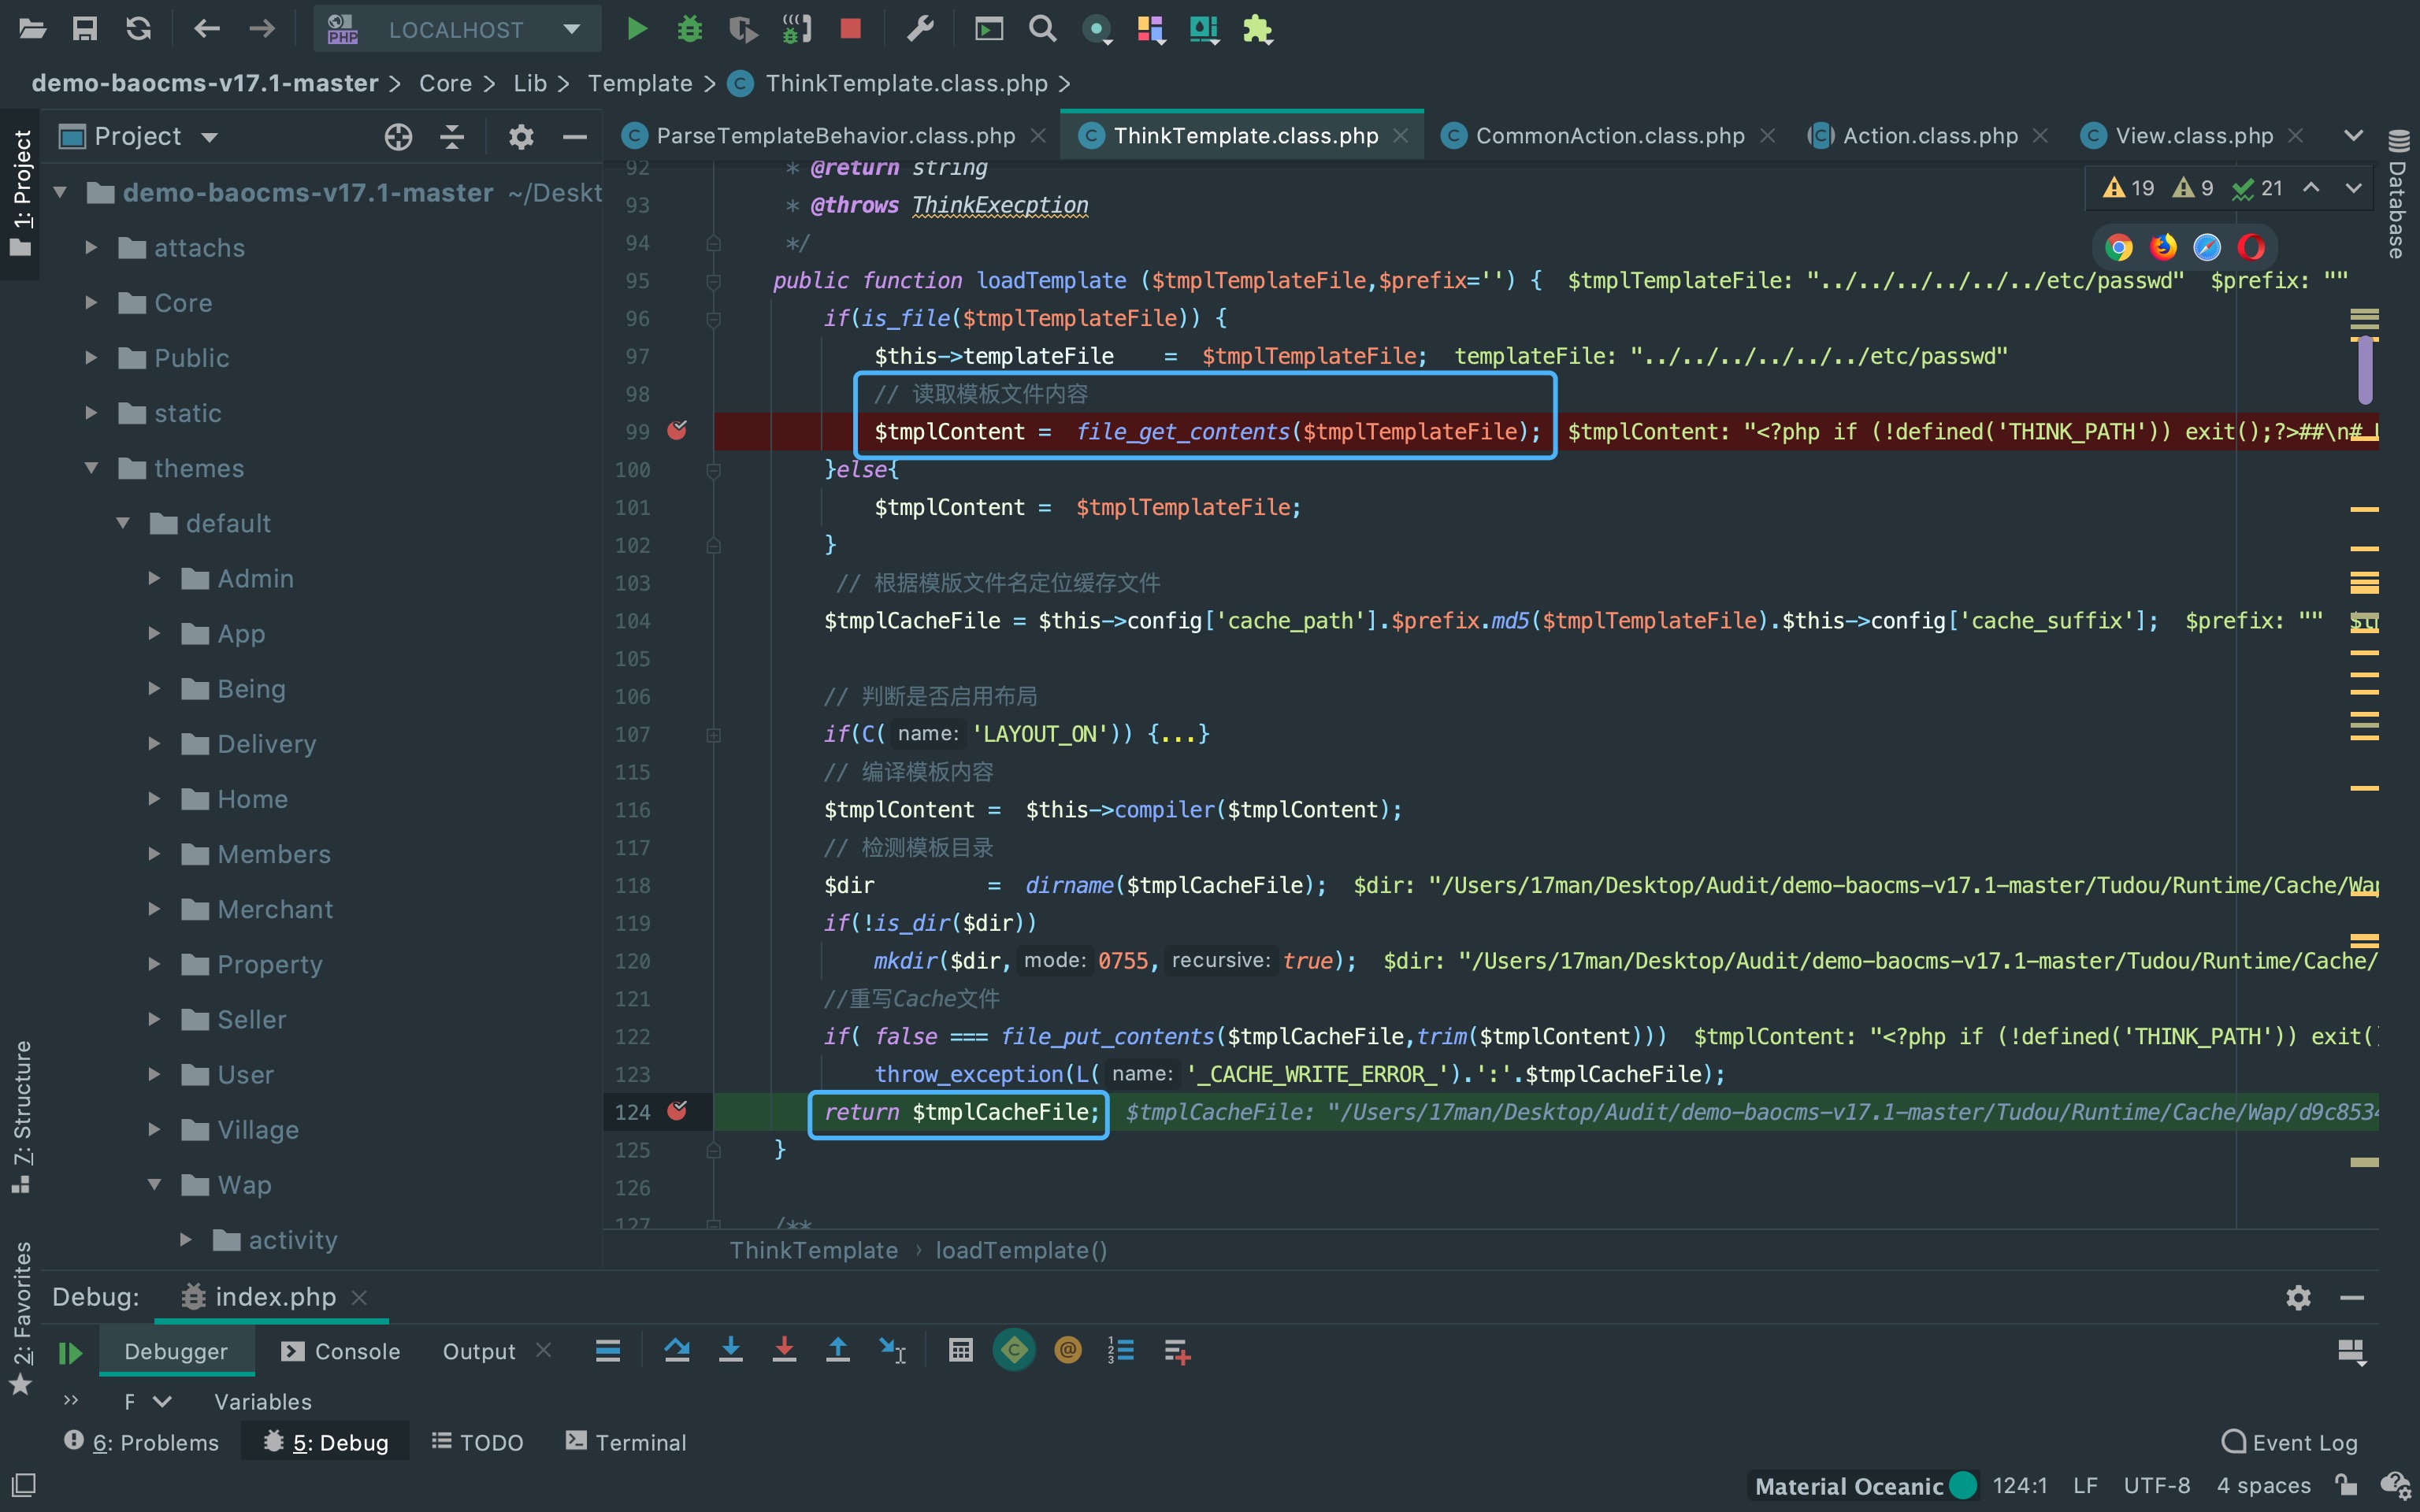 LOCALHOST
demo-baocms-v17.1-master > Core > Lib > Template > ThinkTemplate.class.php >
1: Project
Project
demo-baocms-v17.1-master ~/Deskt
attachs
Core
Public
static
themes
default
Admin
App
Being
Delivery
Home
Members
Merchant
Property
Seller
User
Village
Wap
activity
7: Structure
2: Favorites
ParseTemplateBehavior.class.php ThinkTemplate.class.php CommonAction.class.php Action.class.php View.class.php
Database
19 9 21
92 * @return string
93 * @throws ThinkExecption
94 */
95 public function loadTemplate ($tmplTemplateFile,$prefix='') { $tmplTemplateFile: "../../../../../../etc/passwd" $prefix: ""
96 if(is_file($tmplTemplateFile)) {
97 $this->templateFile = $tmplTemplateFile; templateFile: "../../../../../../etc/passwd"
98 // 读取模板文件内容
99 $tmplContent = file_get_contents($tmplTemplateFile); $tmplContent: "<?php if (!defined('THINK_PATH')) exit();?>##\n#
100 }else{
101 $tmplContent = $tmplTemplateFile;
102 }
103 // 根据模版文件名定位缓存文件
104 $tmplCacheFile = $this->config['cache_path'].$prefix.md5($tmplTemplateFile).$this->config['cache_suffix']; $prefix: ""
105
106 // 判断是否启用布局
107 if(C( name: 'LAYOUT_ON')) {...}
115 // 编译模板内容
116 $tmplContent = $this->compiler($tmplContent);
117 // 检测模板目录
118 $dir = dirname($tmplCacheFile); $dir: "/Users/17man/Desktop/Audit/demo-baocms-v17.1-master/Tudou/Runtime/Cache/Wap
119 if(!is_dir($dir))
120 mkdir($dir, mode: 0755, recursive: true); $dir: "/Users/17man/Desktop/Audit/demo-baocms-v17.1-master/Tudou/Runtime/Cache/
121 //重写Cache文件
122 if( false === file_put_contents($tmplCacheFile,trim($tmplContent))) $tmplContent: "<?php if (!defined('THINK_PATH')) exit()
123 throw_exception(L( name: '_CACHE_WRITE_ERROR_').':'.$tmplCacheFile);
124 return $tmplCacheFile; $tmplCacheFile: "/Users/17man/Desktop/Audit/demo-baocms-v17.1-master/Tudou/Runtime/Cache/Wap/d9c8534
125 }
126
127 /**
ThinkTemplate › loadTemplate()
Debug: index.php
Debugger Console Output
F Variables
6: Problems 5: Debug TODO Terminal Event Log
Material Oceanic 124:1 LF UTF-8 4 spaces